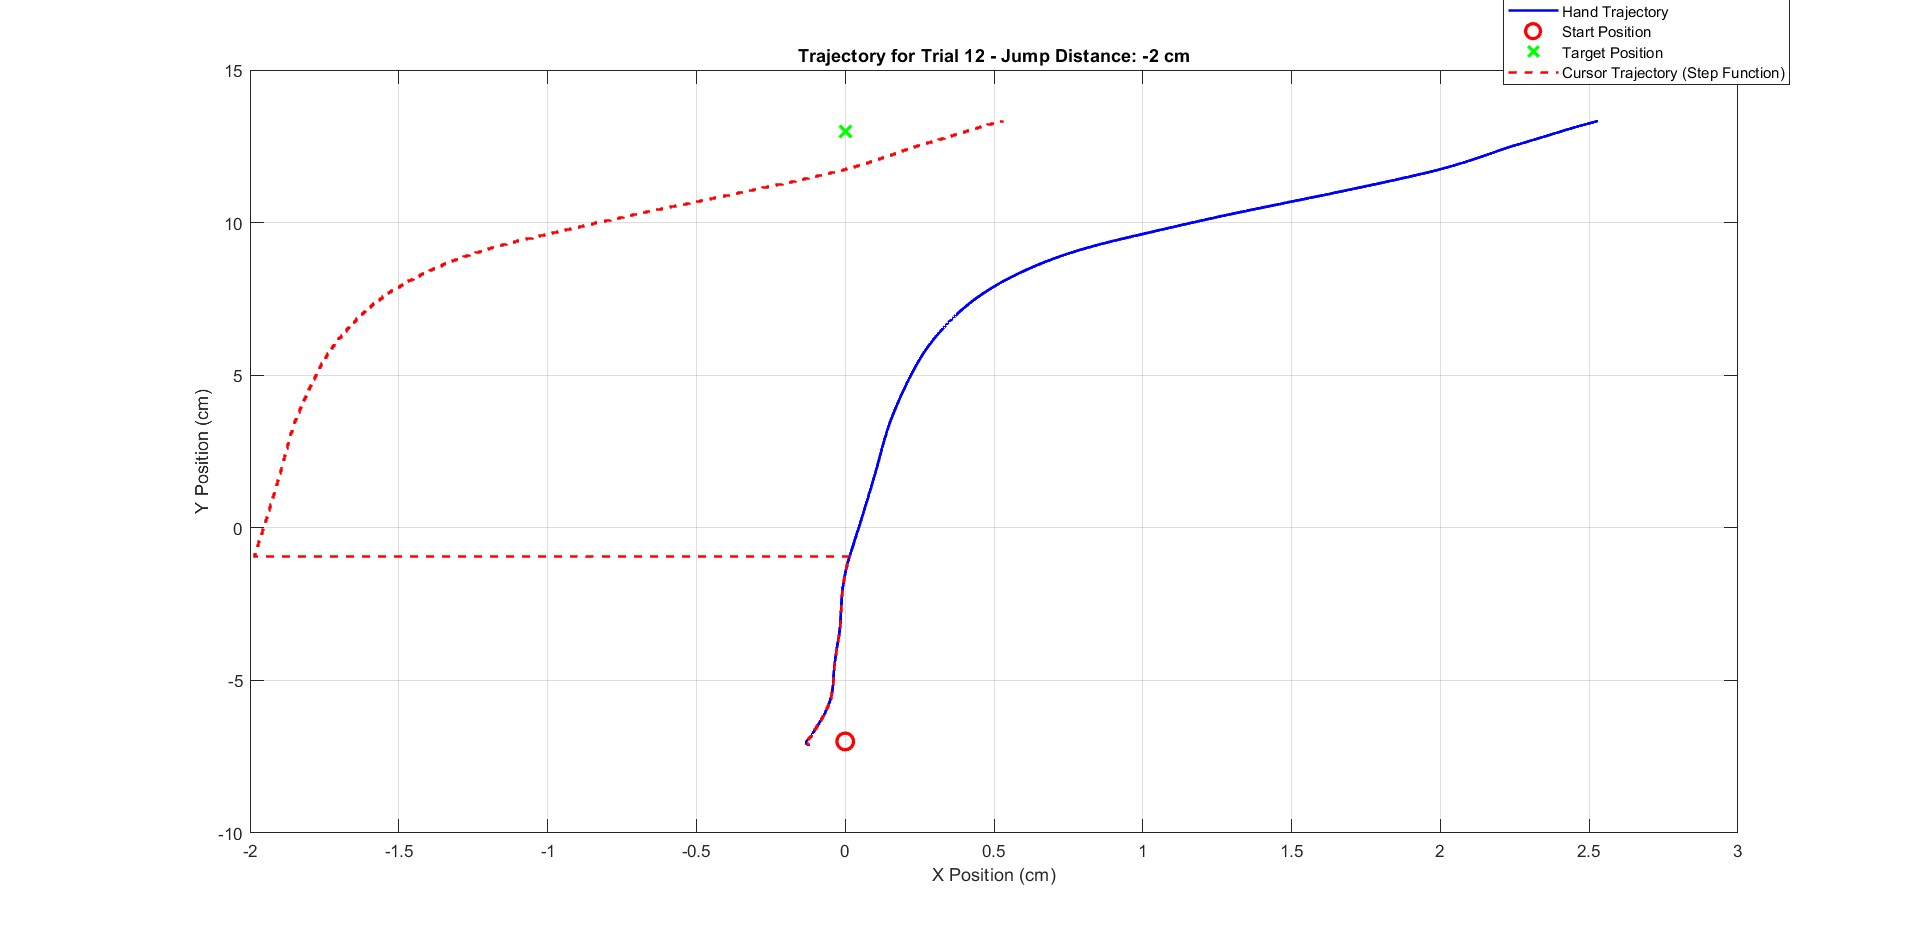 Hand Trajectory
Start Position
Target Position
Cursor Trajectory (Step Function)
Trajectory for Trial 12 - Jump Distance: -2 cm
15
10
5
0
-5
-10
Y Position (cm)
-2 -1.5 -1 -0.5 0 0.5 1 1.5 2 2.5 3
X Position (cm)